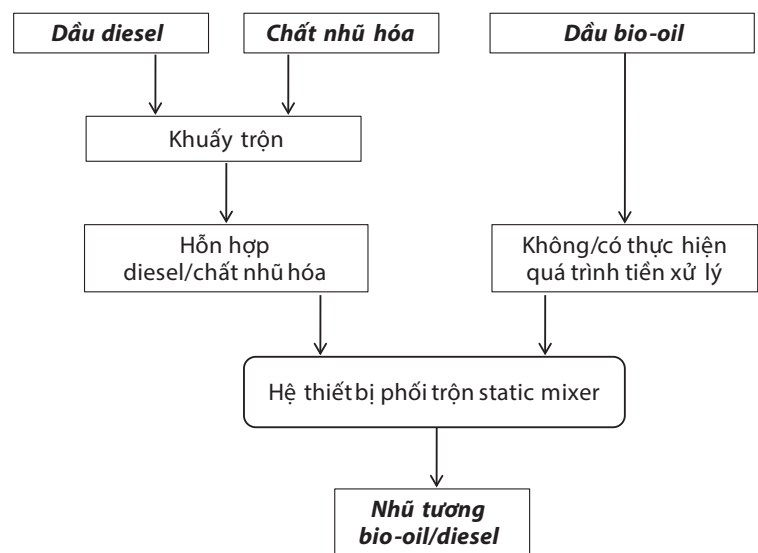 Dầu diesel
Chất nhũ hóa
Dầu bio-oil
Khuấy trộn
Hỗn hợp
diesel/chất nhũ hóa
Không/có thực hiện
quá trình tiền xử lý
Hệ thiết bị phối trộn static mixer
Nhũ tương
bio-oil/diesel